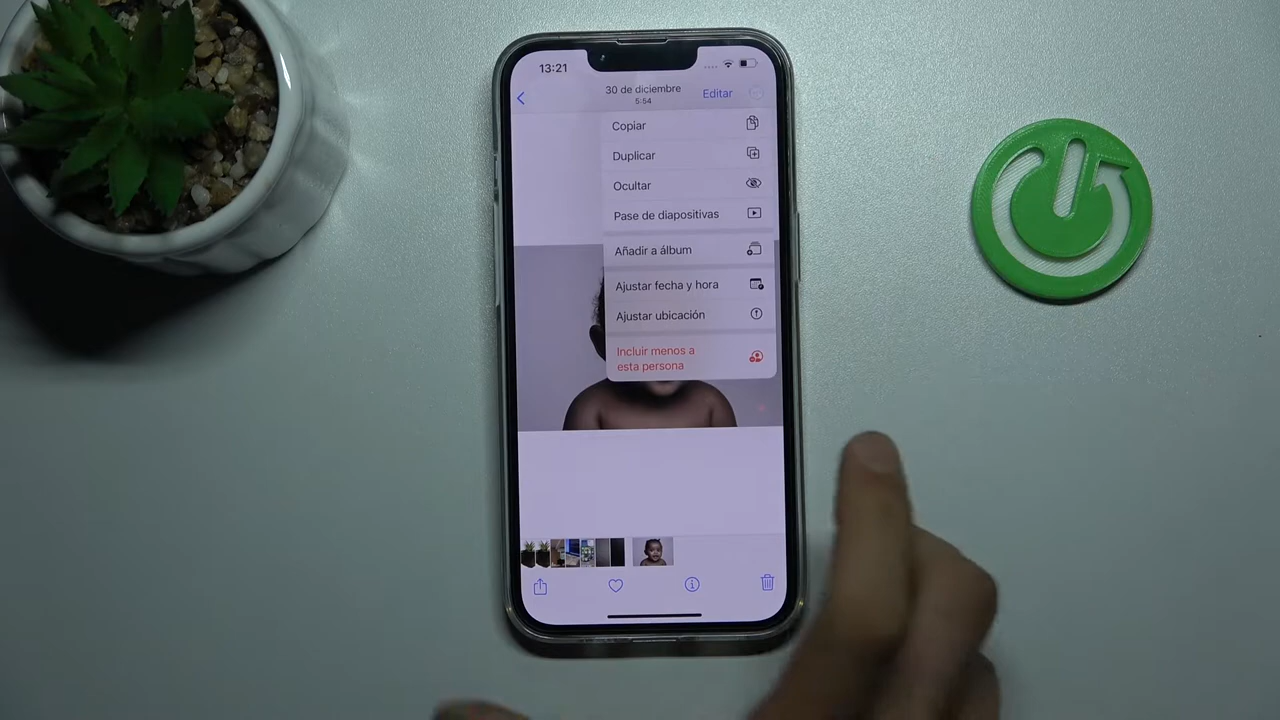 13:21
30 de diciembre
5:54
Editar
Copiar
Duplicar
Ocultar
Pase de diapositivas
Añadir a álbum
Ajustar fecha y hora
Ajustar ubicación
Incluir menos a
esta persona